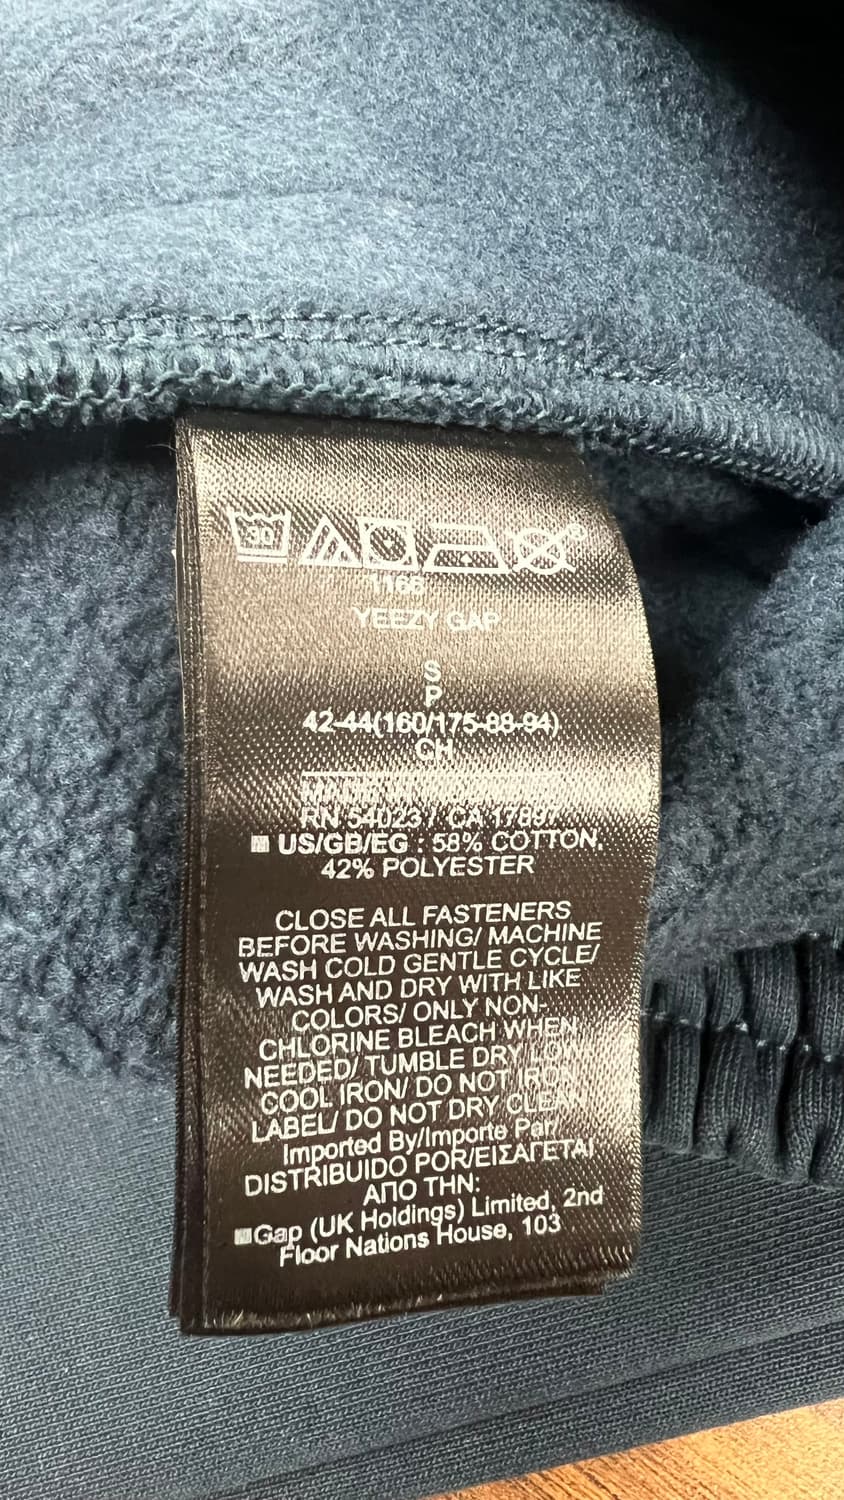 30
YEEZY GAP
S
P
42-44(160/175-88-94)
CH
RN 54023 / CA 17897
US/GB/EG : 58% COTTON,
42% POLYESTER
CLOSE ALL FASTENERS
BEFORE WASHING/ MACHINE
WASH COLD GENTLE CYCLE/
WASH AND DRY WITH LIKE
COLORS/ ONLY NON-
CHLORINE BLEACH WHEN
NEEDED/ TUMBLE DRY LOW/
COOL IRON/ DO NOT IRON
LABEL/ DO NOT DRY CLEAN
Imported By/Importe Par/
DISTRIBUIDO POR/ΕΙΣΑΓΕΤΑΙ
ΑΠΟ ΤΗΝ:
Gap (UK Holdings) Limited, 2nd
Floor Nations House, 103